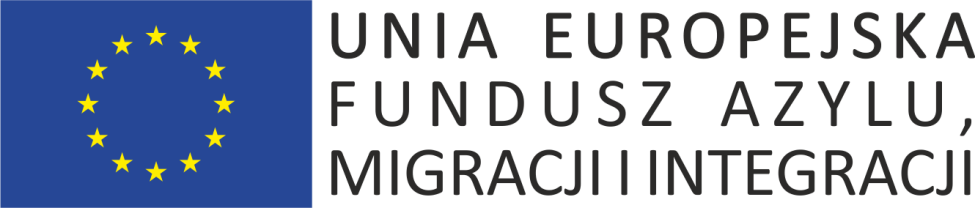 UNIA EUROPEJSKA
FUNDUSZ AZYLU,
MIGRACJI I INTEGRACJI